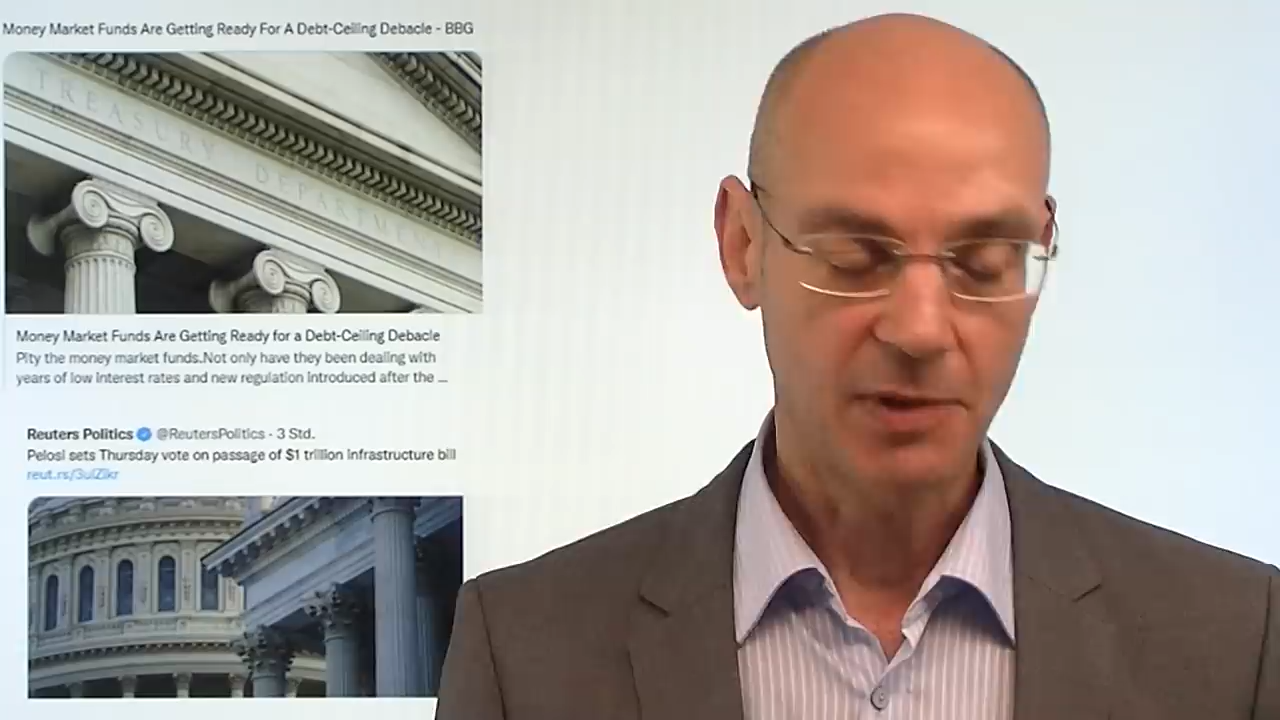 Money Market Funds Are Getting Ready For A Debt-Ceiling Debacle - BBG
TREASURY DEPARTMENT
Money Market Funds Are Getting Ready for a Debt-Ceiling Debacle
Pity the money market funds.Not only have they been dealing with
years of low interest rates and new regulation introduced after the ...
Reuters Politics @ReutersPolitics - 3 Std.
Pelosi sets Thursday vote on passage of $1 trillion infrastructure bill